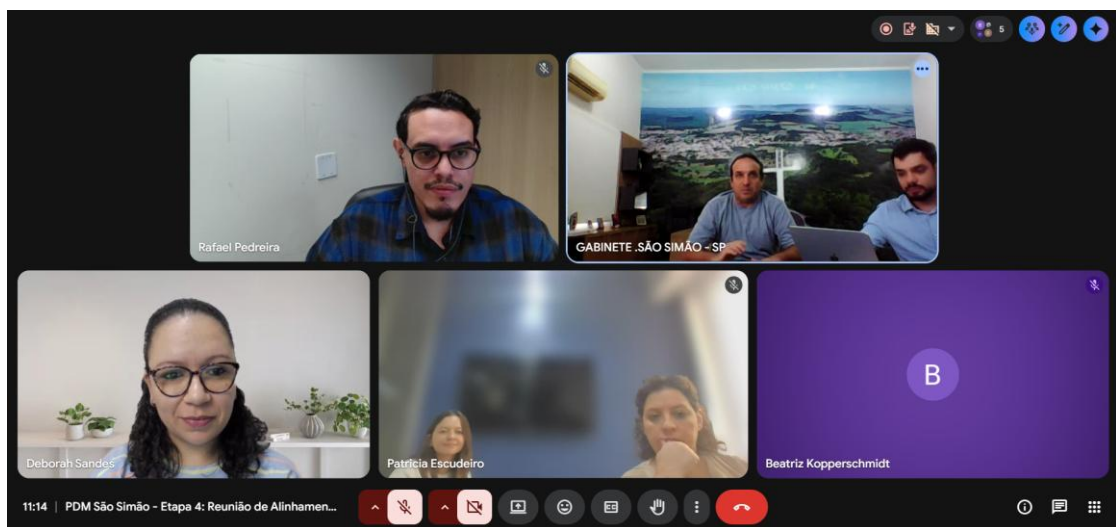 5
Rafael Pedreira
GABINETE .SÃO SIMÃO - SP
Deborah Sandes
Patricia Escudeiro
B
Beatriz Kopperschmidt
11:14 | PDM São Simão - Etapa 4: Reunião de Alinhamen...